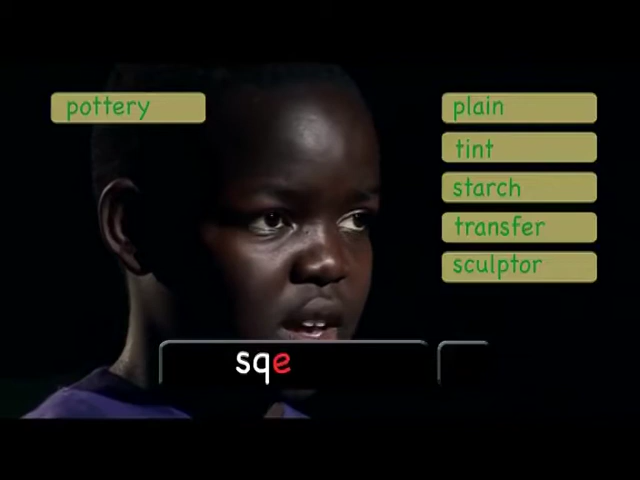 pottery
plain
tint
starch
transfer
sculptor
sqe